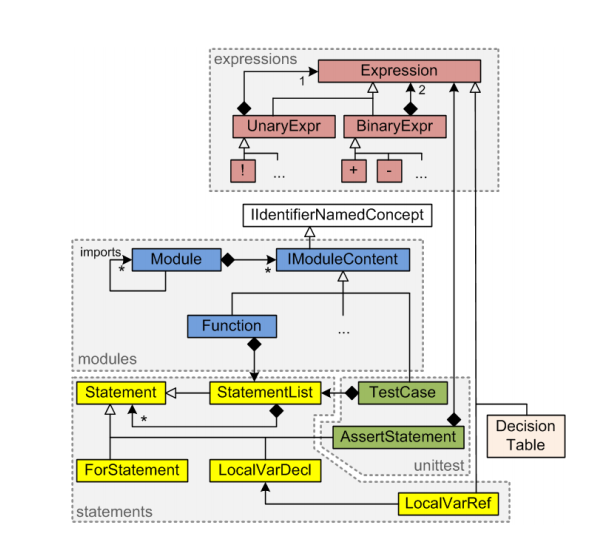 expressions
Expression
1
2
UnaryExpr
BinaryExpr
!
...
+
-
...
IIdentifierNamedConcept
imports
*
Module
*
IModuleContent
Function
...
modules
Statement
StatementList
TestCase
*
AssertStatement
Decision
Table
ForStatement
LocalVarDecl
unittest
LocalVarRef
statements